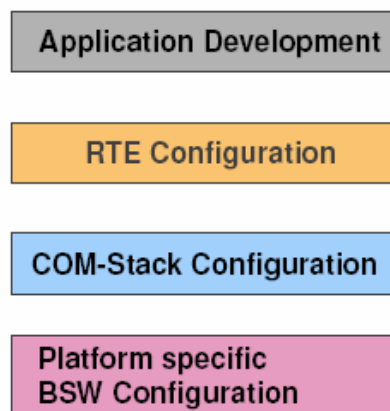 Application Development
RTE Configuration
COM-Stack Configuration
Platform specific
BSW Configuration